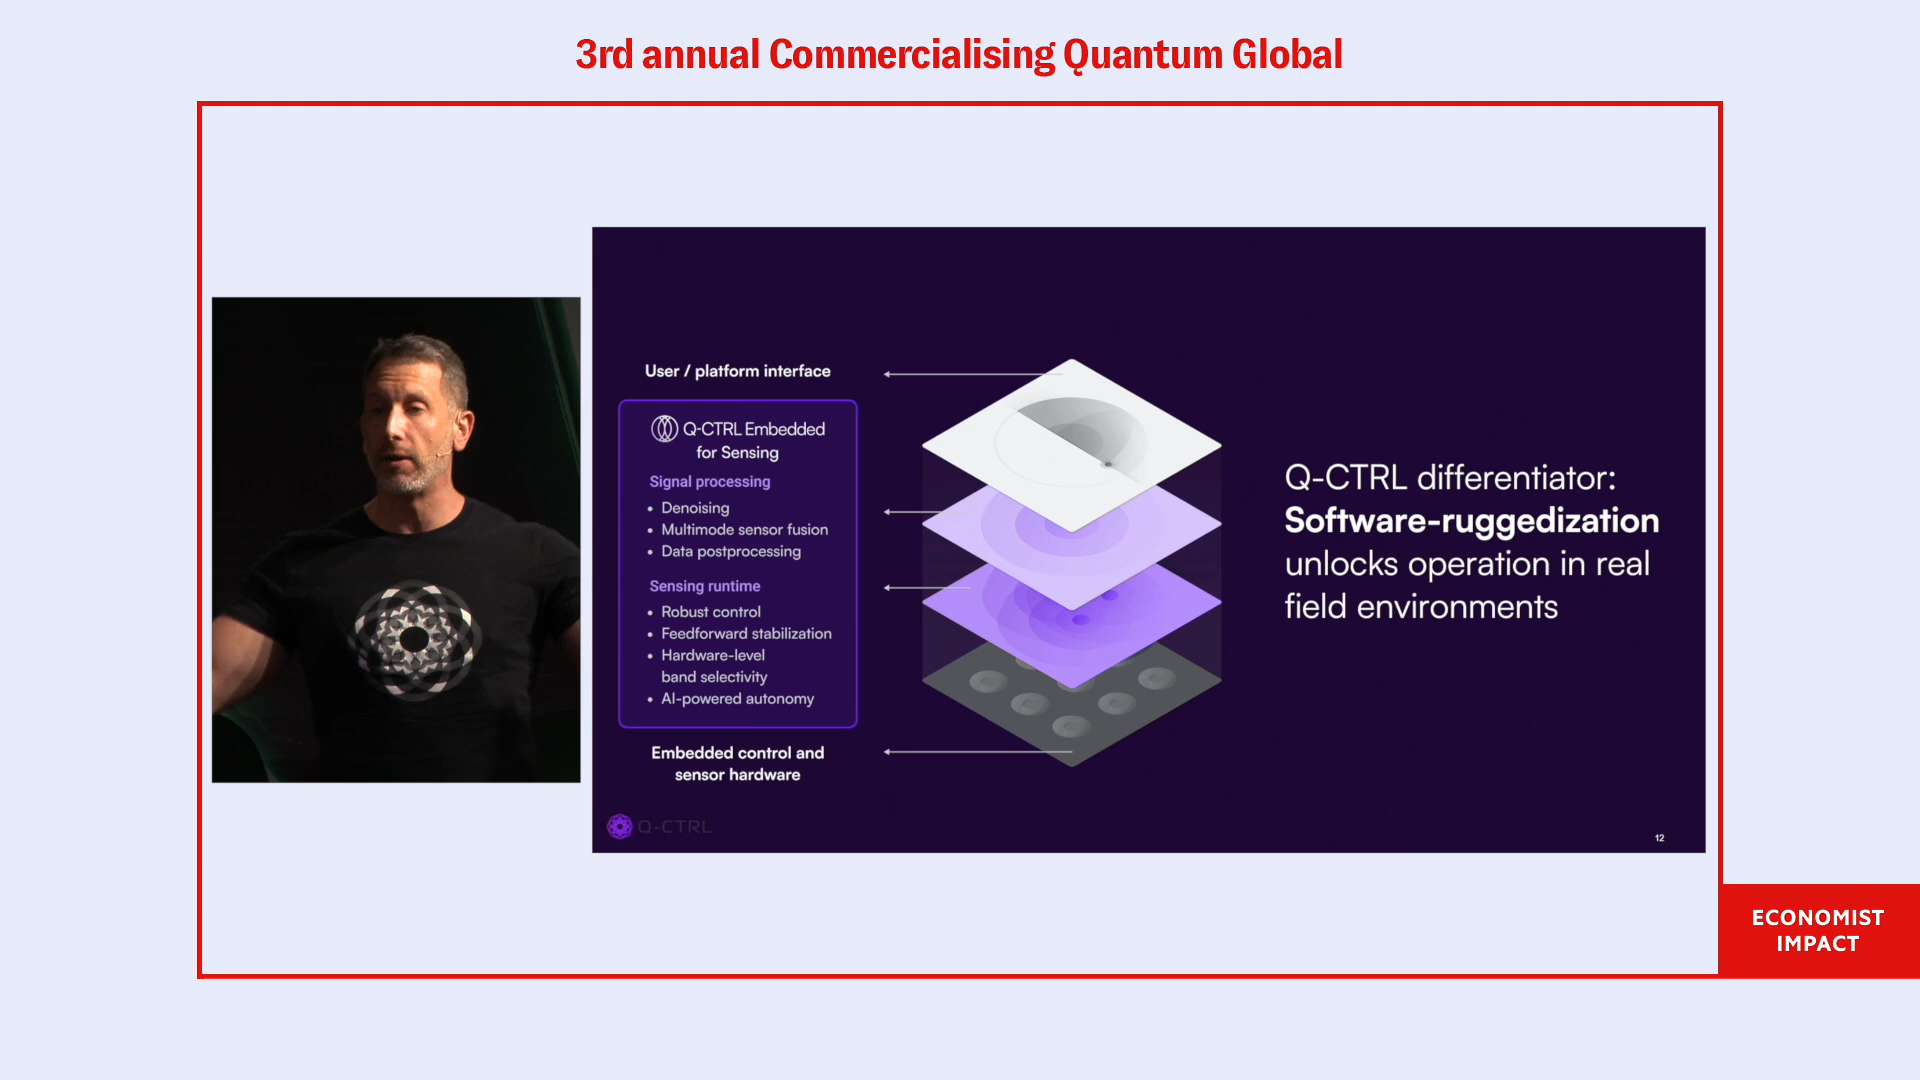 3rd annual Commercialising Quantum Global
User / platform interface
Q-CTRL Embedded
for Sensing
Signal processing
• Denoising
• Multimode sensor fusion
• Data postprocessing
Sensing runtime
• Robust control
• Feedforward stabilization
• Hardware-level
band selectivity
• AI-powered autonomy
Embedded control and
sensor hardware
Q-CTRL differentiator:
Software-ruggedization
unlocks operation in real
field environments
Q-CTRL
12
ECONOMIST
IMPACT